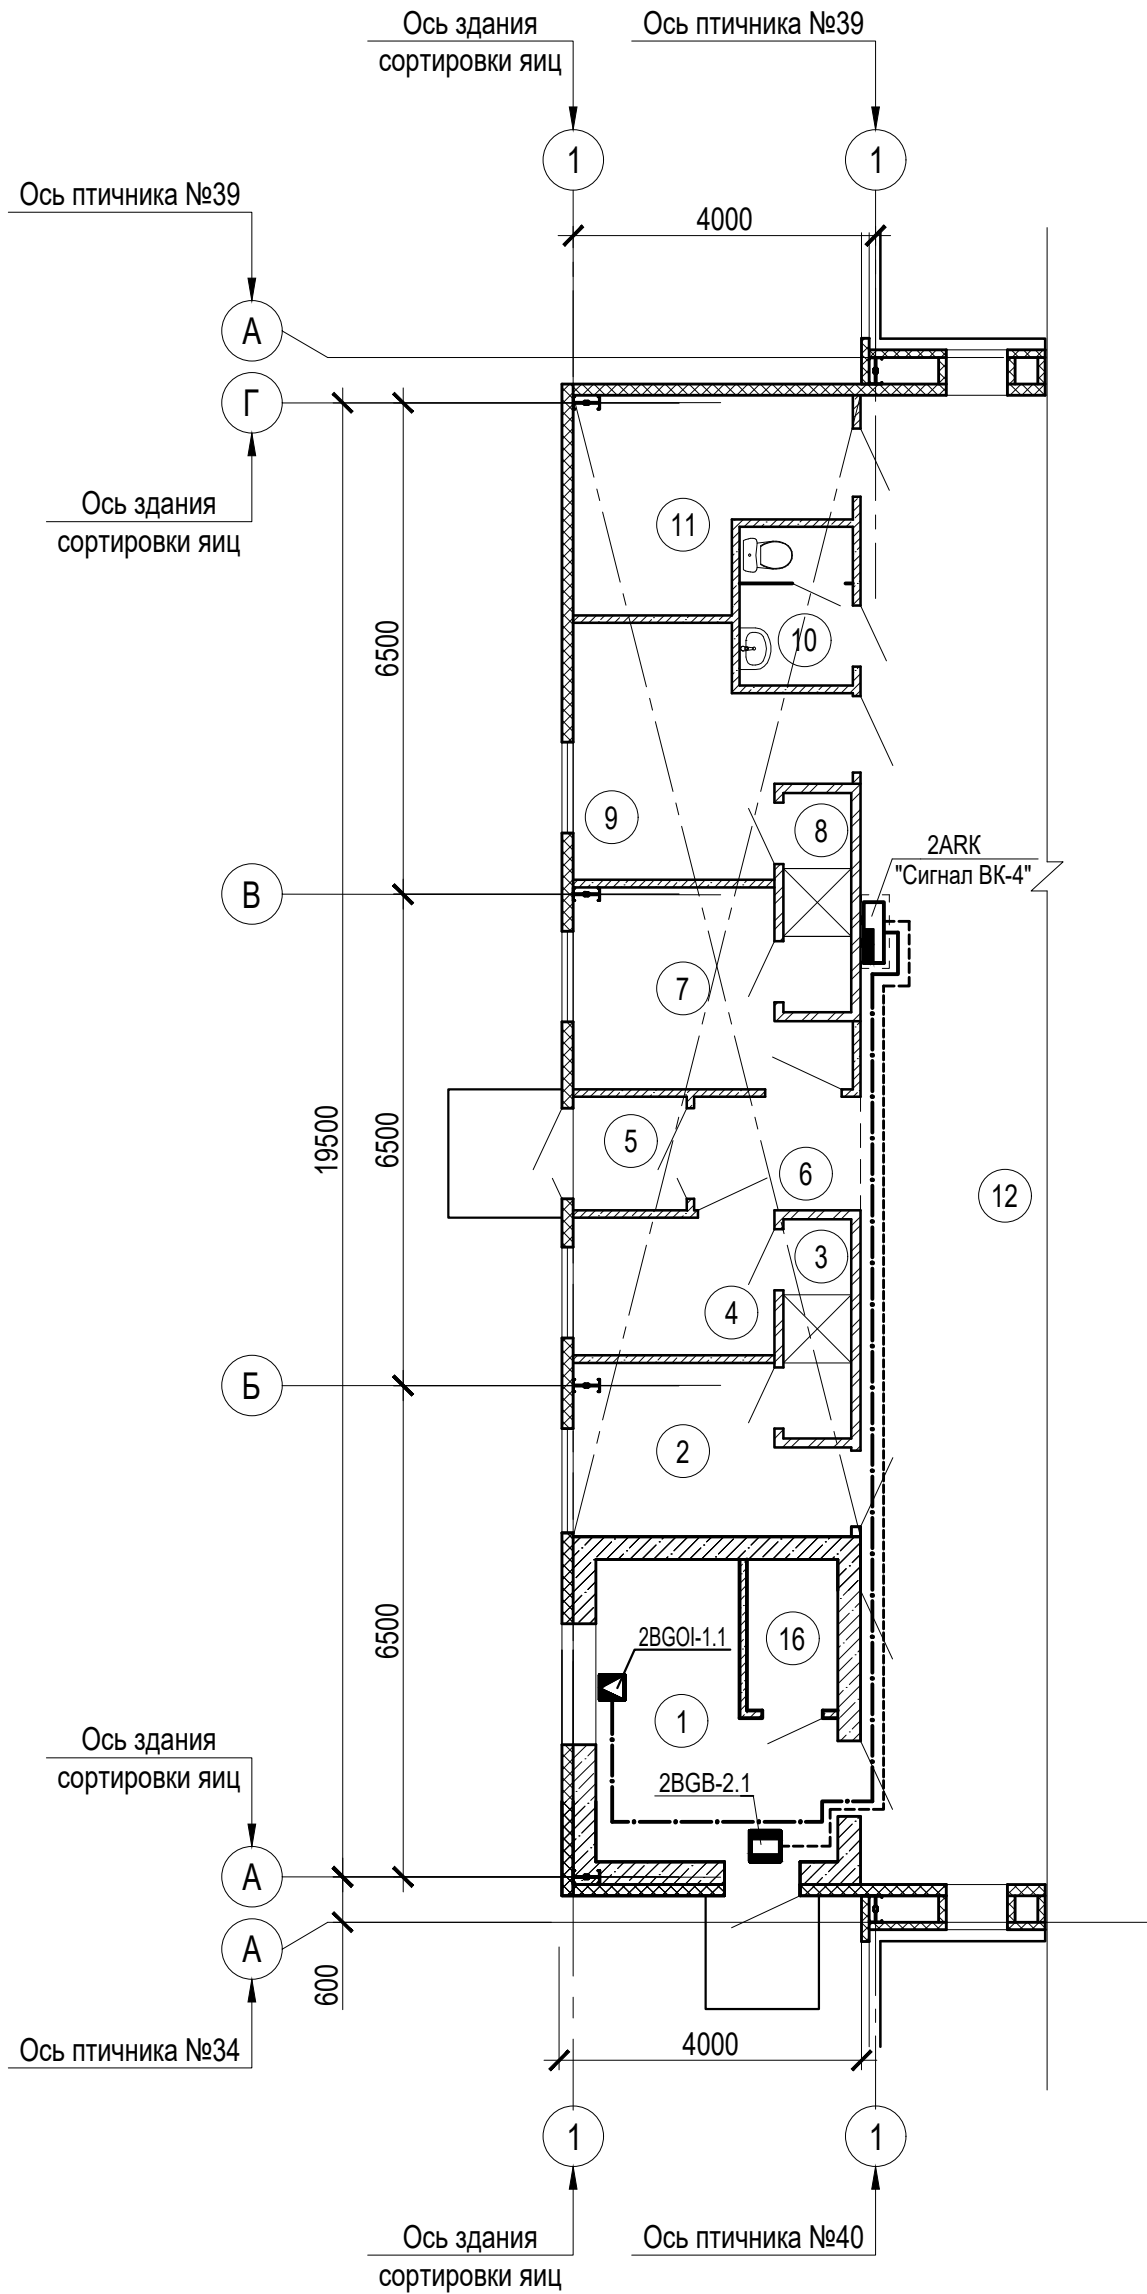 Ось здания
сортировки яиц
Ось птичника №39
1
1
Ось птичника №39
4000
А
Г
Ось здания
сортировки яиц
11
10
6500
9
8
2ARK
"Сигнал ВК-4"
В
7
19500
6500
5
6
12
3
4
Б
2
6500
16
2BGOI-1.1
1
Ось здания
сортировки яиц
2BGB-2.1
А
А
600
Ось птичника №34
4000
1
1
Ось здания
сортировки яиц
Ось птичника №40